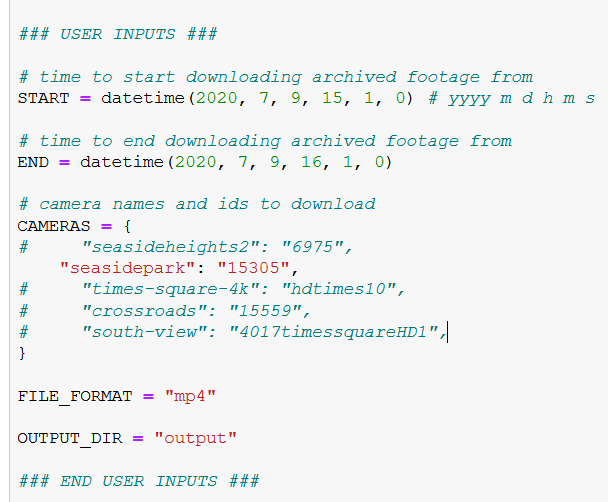 ### USER INPUTS ###
# time to start downloading archived footage from
START = datetime(2020, 7, 9, 15, 1, 0) # yyyy m d h m s
# time to end downloading archived footage from
END = datetime(2020, 7, 9, 16, 1, 0)
# camera names and ids to download
CAMERAS = {
#     "seasideheights2": "6975",
    "seasidepark": "15305",
#     "times-square-4k": "hdtimes10",
#     "crossroads": "15559",
#     "south-view": "4017timessquareHD1",
}
FILE_FORMAT = "mp4"
OUTPUT_DIR = "output"
### END USER INPUTS ###